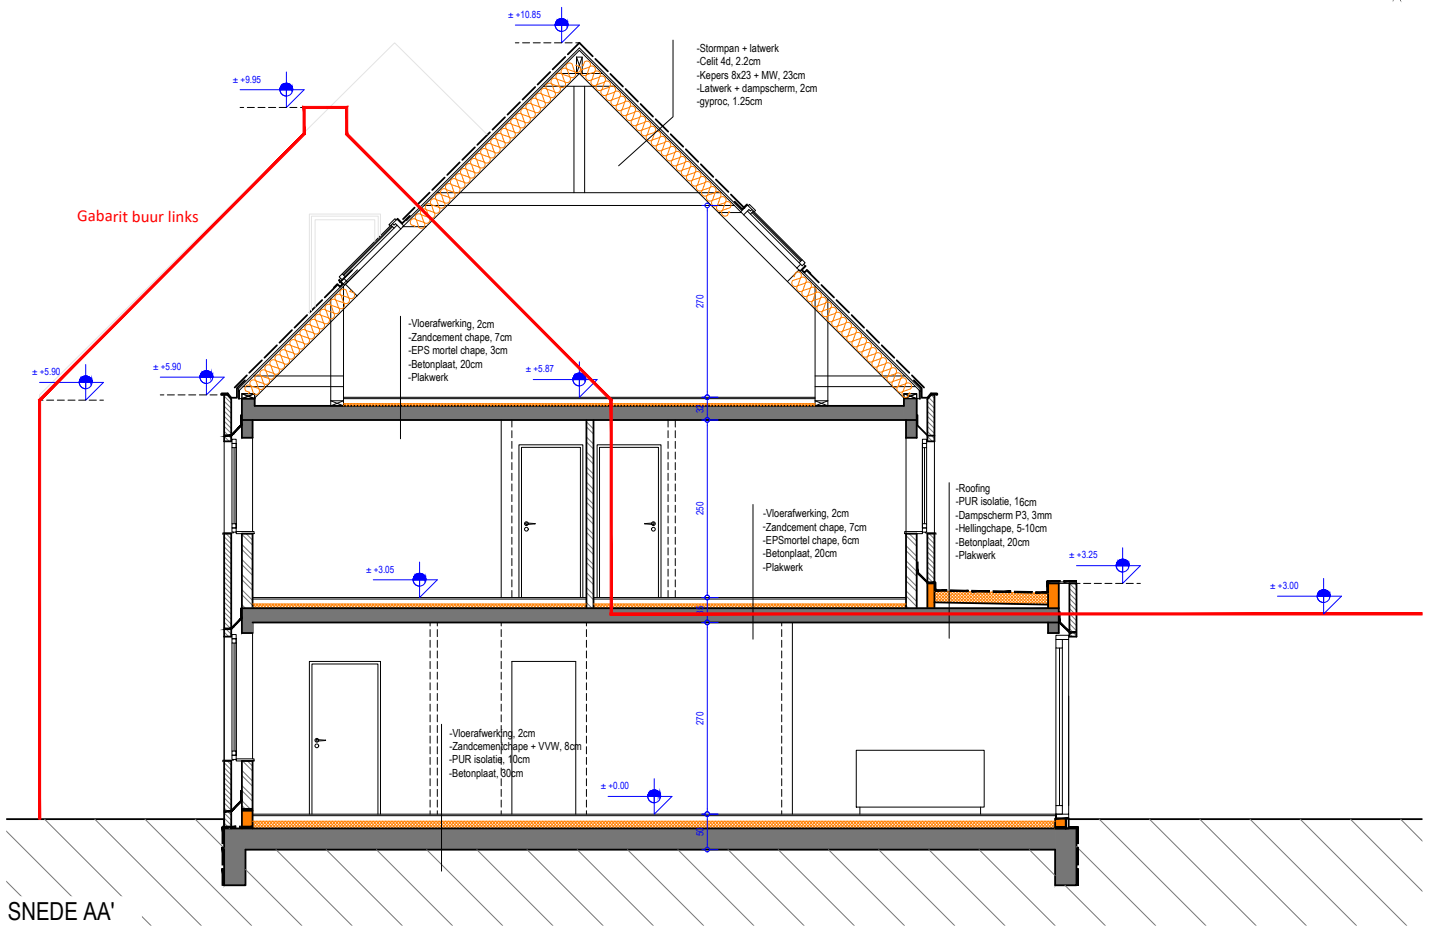 ± +10.85
-Stormpan + latwerk
-Celit 4d, 2.2cm
-Kepers 8x23 + MW, 23cm
-Latwerk + dampscherm, 2cm
-gyproc, 1.25cm
± +9.95
Gabarit buur links
270
-Vloerafwerking, 2cm
-Zandcement chape, 7cm
-EPS mortel chape, 3cm
-Betonplaat, 20cm
-Plakwerk
± +5.90
± +5.90
± +5.87
250
-Vloerafwerking, 2cm
-Zandcement chape, 7cm
-EPSmortel chape, 6cm
-Betonplaat, 20cm
-Plakwerk
-Roofing
-PUR isolatie, 16cm
-Dampscherm P3, 3mm
-Hellingchape, 5-10cm
-Betonplaat, 20cm
-Plakwerk
± +3.05
± +3.25
± +3.00
270
-Vloerafwerking, 2cm
-Zandcementchape + VVW, 8cm
-PUR isolatie, 10cm
-Betonplaat, 30cm
± +0.00
50
SNEDE AA'